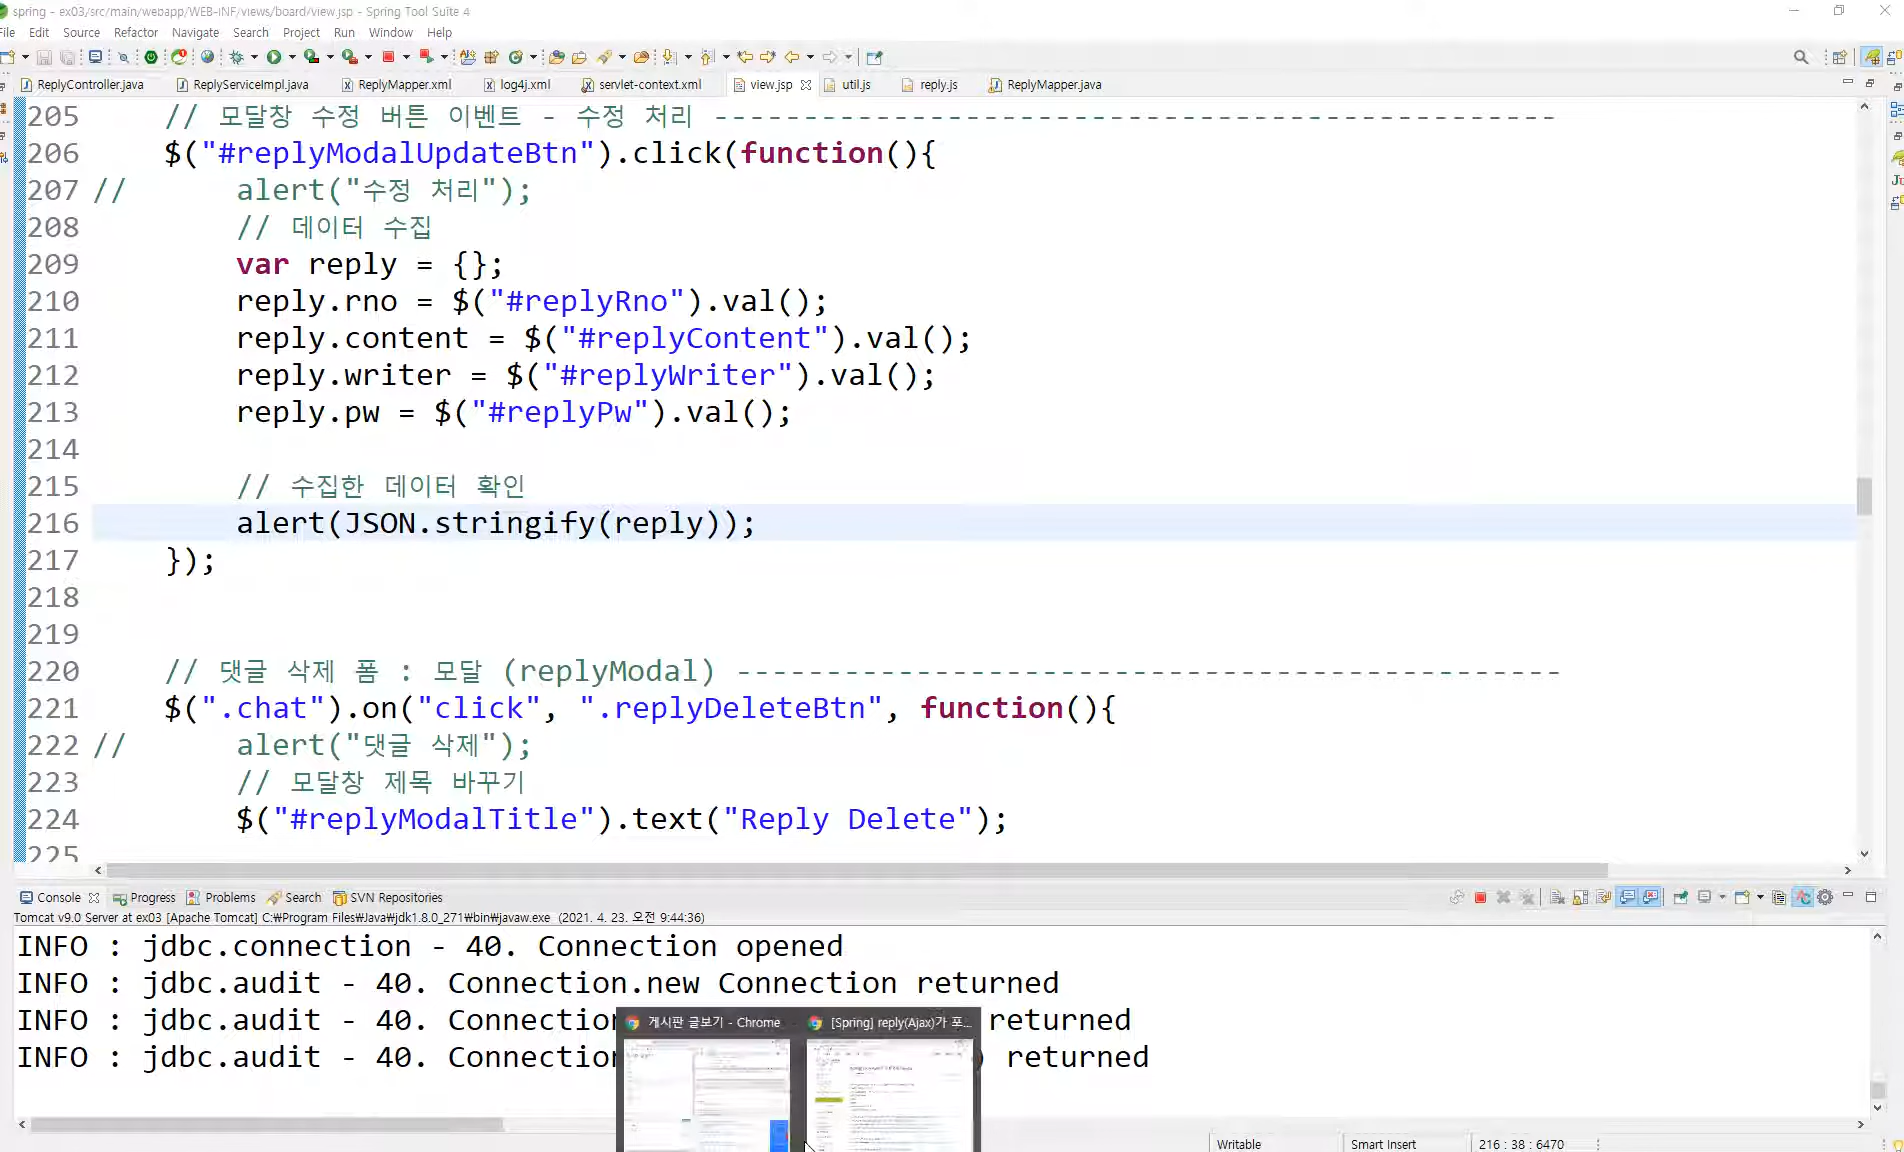 spring - ex03/src/main/webapp/WEB-INF/views/board/view.jsp - Spring Tool Suite 4
File Edit Source Refactor Navigate Search Project Run Window Help
ReplyController.java ReplyServiceImpl.java ReplyMapper.xml log4j.xml servlet-context.xml view.jsp util.js reply.js ReplyMapper.java
205 // 모달창 수정 버튼 이벤트 - 수정 처리 -----------------------------------------------
206 $("#replyModalUpdateBtn").click(function(){
207 // alert("수정 처리");
208 // 데이터 수집
209 var reply = {};
210 reply.rno = $("#replyRno").val();
211 reply.content = $("#replyContent").val();
212 reply.writer = $("#replyWriter").val();
213 reply.pw = $("#replyPw").val();
214
215 // 수집한 데이터 확인
216 alert(JSON.stringify(reply));
217 });
218
219
220 // 댓글 삭제 폼 : 모달 (replyModal) ----------------------------------------------
221 $(".chat").on("click", ".replyDeleteBtn", function(){
222 // alert("댓글 삭제");
223 // 모달창 제목 바꾸기
224 $("#replyModalTitle").text("Reply Delete");
225
Console Progress Problems Search SVN Repositories
Tomcat v9.0 Server at ex03 [Apache Tomcat] C:₩Program Files₩Java₩jdk1.8.0_271₩bin₩javaw.exe (2021. 4. 23. 오전 9:44:36)
INFO : jdbc.connection - 40. Connection opened
INFO : jdbc.audit - 40. Connection.new Connection returned
INFO : jdbc.audit - 40. Connection returned
INFO : jdbc.audit - 40. Connection ) returned
게시판 글보기 - Chrome [Spring] reply(Ajax)가 포...
Writable Smart Insert 216 : 38 : 6470